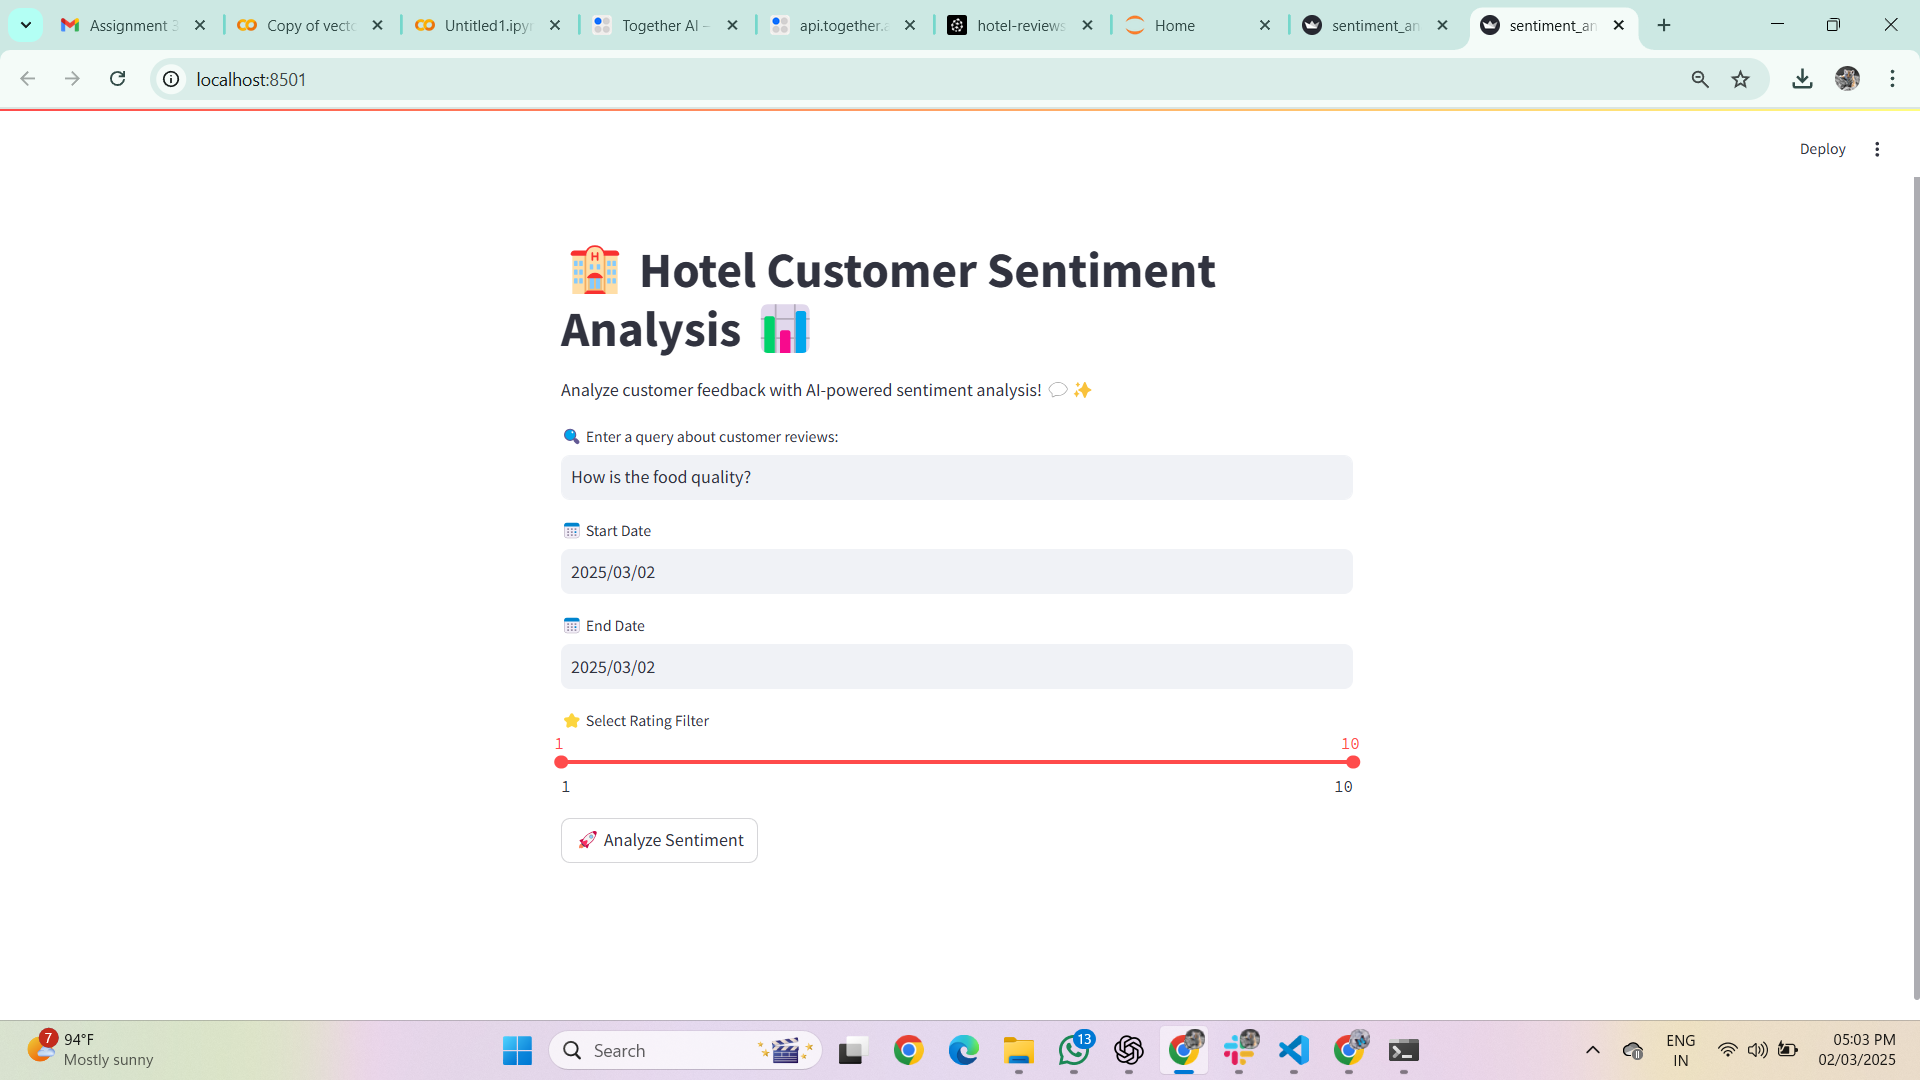 Assignment 3
Copy of vecto
Untitled1.ipyn
Together AI –
api.together.a
hotel-reviews
Home
sentiment_an
sentiment_an
localhost:8501
Deploy
H
Hotel Customer Sentiment
Analysis
Analyze customer feedback with AI-powered sentiment analysis!
Enter a query about customer reviews:
How is the food quality?
Start Date
2025/03/02
End Date
2025/03/02
Select Rating Filter
1 10
1 10
Analyze Sentiment
7
94°F
Mostly sunny
Search
13
ENG
IN
05:03 PM
02/03/2025